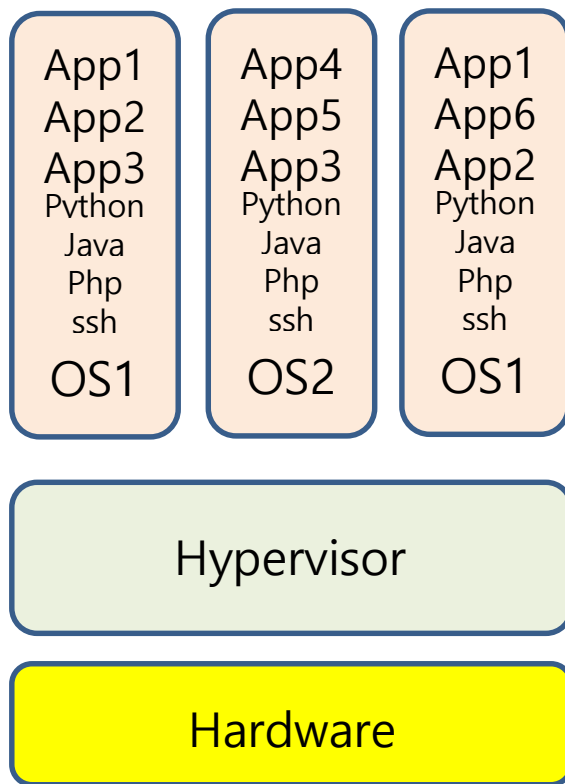 App1
App2
App3
Python
Java
Php
ssh
OS1
App4
App5
App3
Python
Java
Php
ssh
OS2
App1
App6
App2
Python
Java
Php
ssh
OS1
Hypervisor
Hardware